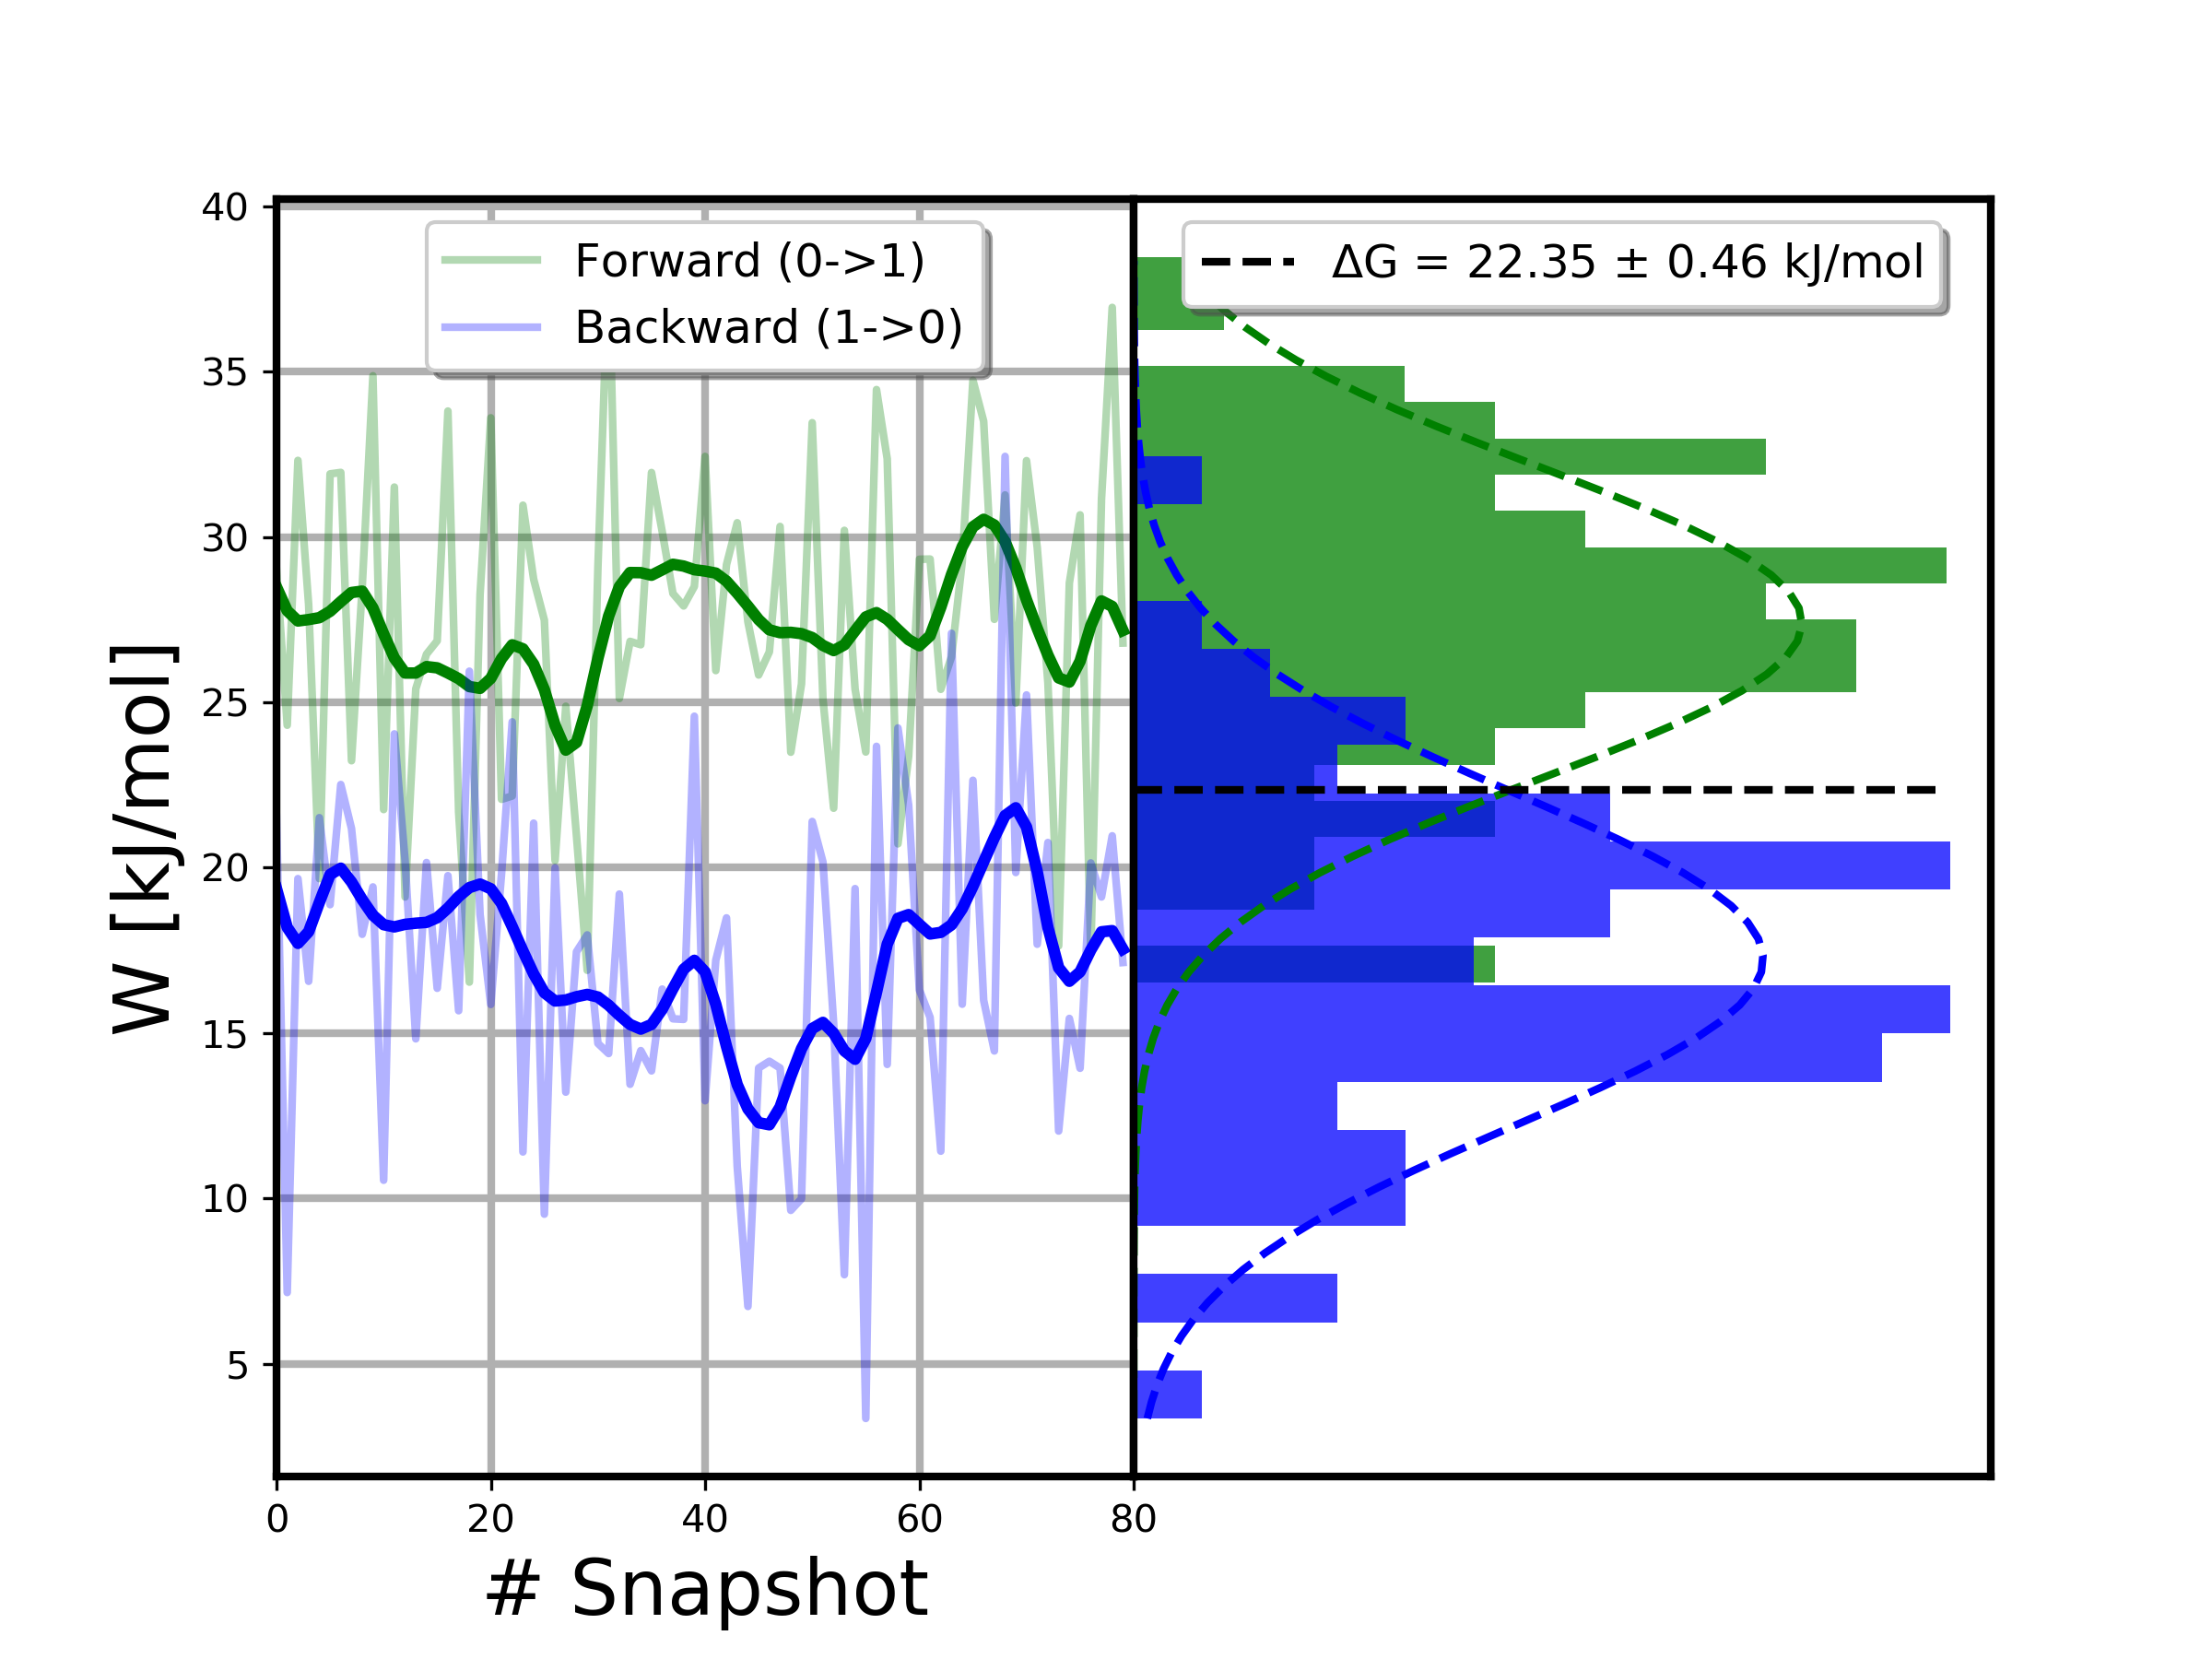 40
35
30
25
20
15
10
5
W [kJ/mol]
Forward (0->1)
Backward (1->0)
ΔG = 22.35 ± 0.46 kJ/mol
0 20 40 60 80
# Snapshot